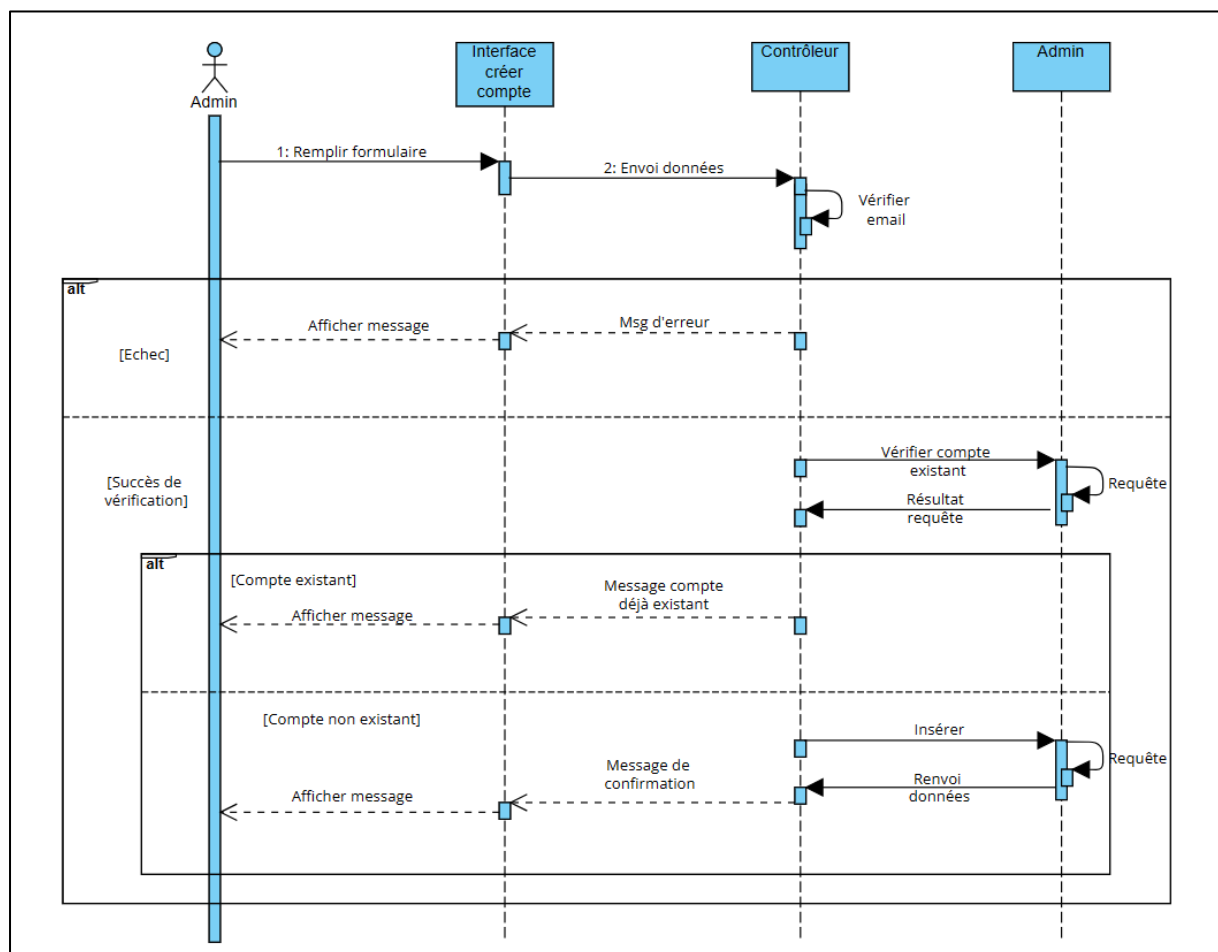 Interface
créer
compte
Contrôleur
Admin
Admin
1: Remplir formulaire
2: Envoi données
Vérifier
email
alt
Msg d'erreur
Afficher message
[Echec]
Vérifier compte
existant
[Succès de
vérification]
Requête
Résultat
requête
alt
[Compte existant]
Message compte
déjà existant
Afficher message
[Compte non existant]
Insérer
Requête
Message de
confirmation
Renvoi
données
Afficher message